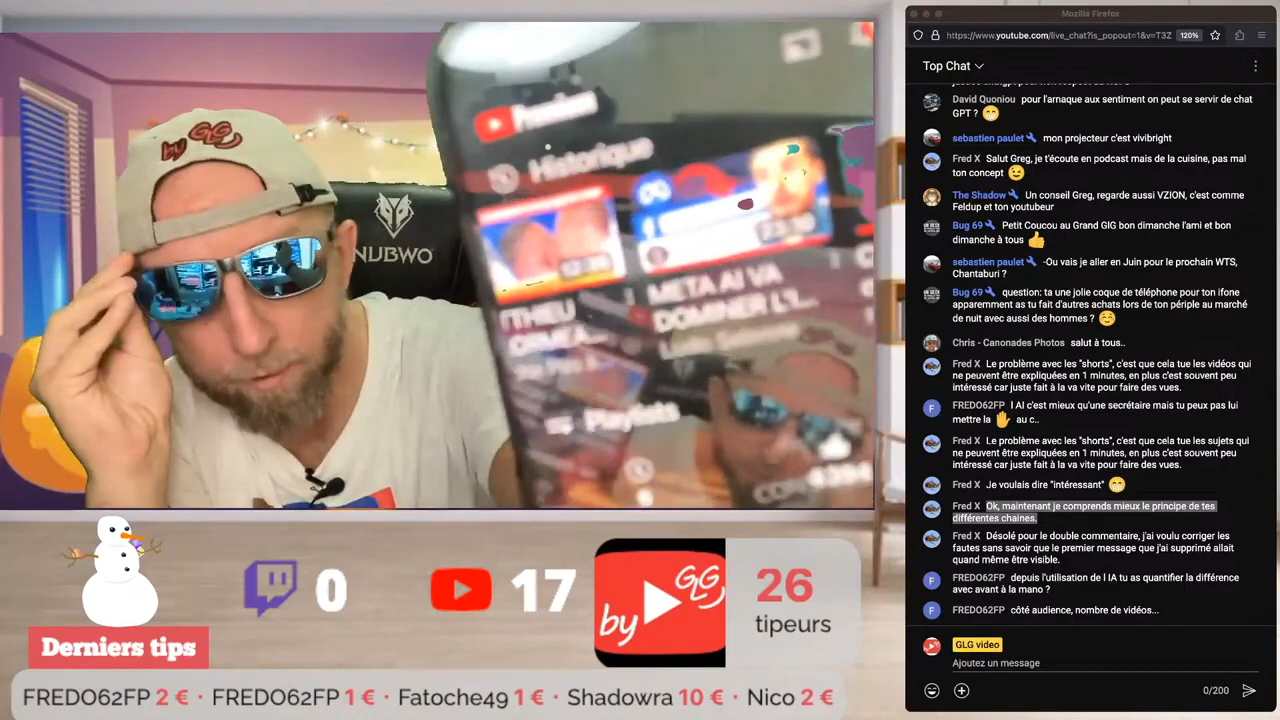 Mozilla Firefox
https://www.youtube.com/live_chat?is_popout=1&v=T3Z
120%
Top Chat
David Quoniou pour l'arnaque aux sentiment on peut se servir de chat
GPT ? 😁
sebastien paulet mon projecteur c'est vivibright
Fred X Salut Greg, je t'écoute en podcast mais de la cuisine, pas mal
ton concept 😉
The Shadow Un conseil Greg, regarde aussi VZION, c'est comme
Feldup et ton youtubeur
Bug 69 Petit Coucou au Grand GIG bon dimanche l'ami et bon
dimanche à tous 👍
sebastien paulet -Ou vais je aller en Juin pour le prochain WTS,
Chantaburi ?
Bug 69 question: ta une jolie coque de téléphone pour ton ifone
apparemment as tu fait d'autres achats lors de ton périple au marché
de nuit avec aussi des hommes ? ☺️
Chris - Canonades Photos salut à tous..
Fred X Le problème avec les "shorts", c'est que cela tue les vidéos qui
ne peuvent être expliquées en 1 minutes, en plus c'est souvent peu
intéressé car juste fait à la va vite pour faire des vues.
F FREDO62FP l AI c'est mieux qu'une secrétaire mais tu peux pas lui
mettre la ✋ au c..
Fred X Le problème avec les "shorts", c'est que cela tue les sujets qui
ne peuvent être expliquées en 1 minutes, en plus c'est souvent peu
intéressé car juste fait à la va vite pour faire des vues.
Fred X Je voulais dire "intéressant" 😁
Fred X Ok, maintenant je comprends mieux le principe de tes
différentes chaines.
Fred X Désolé pour le double commentaire, j'ai voulu corriger les
fautes sans savoir que le premier message que j'ai supprimé allait
quand même être visible.
F FREDO62FP depuis l'utilisation de l IA tu as quantifier la différence
avec avant à la mano ?
F FREDO62FP côté audience, nombre de vidéos...
GLG video
Ajoutez un message
0/200
by GLG
NUBWO
Premium
Historique
META AI VA
DOMINER L'I...
Playlists
0
17
by GLG
26
tipeurs
Derniers tips
FREDO62FP 2 € · FREDO62FP 1 € · Fatoche49 1 € · Shadowra 10 € · Nico 2 €